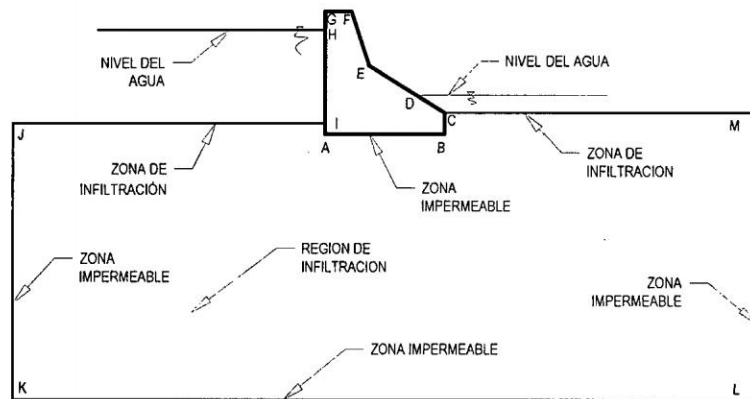 G F
H
NIVEL DEL
AGUA
E
NIVEL DEL AGUA
D
C
M
J
I
A
B
ZONA DE
INFILTRACIÓN
ZONA
IMPERMEABLE
ZONA DE
INFILTRACION
ZONA
IMPERMEABLE
REGION DE
INFILTRACION
ZONA
IMPERMEABLE
ZONA IMPERMEABLE
K
L